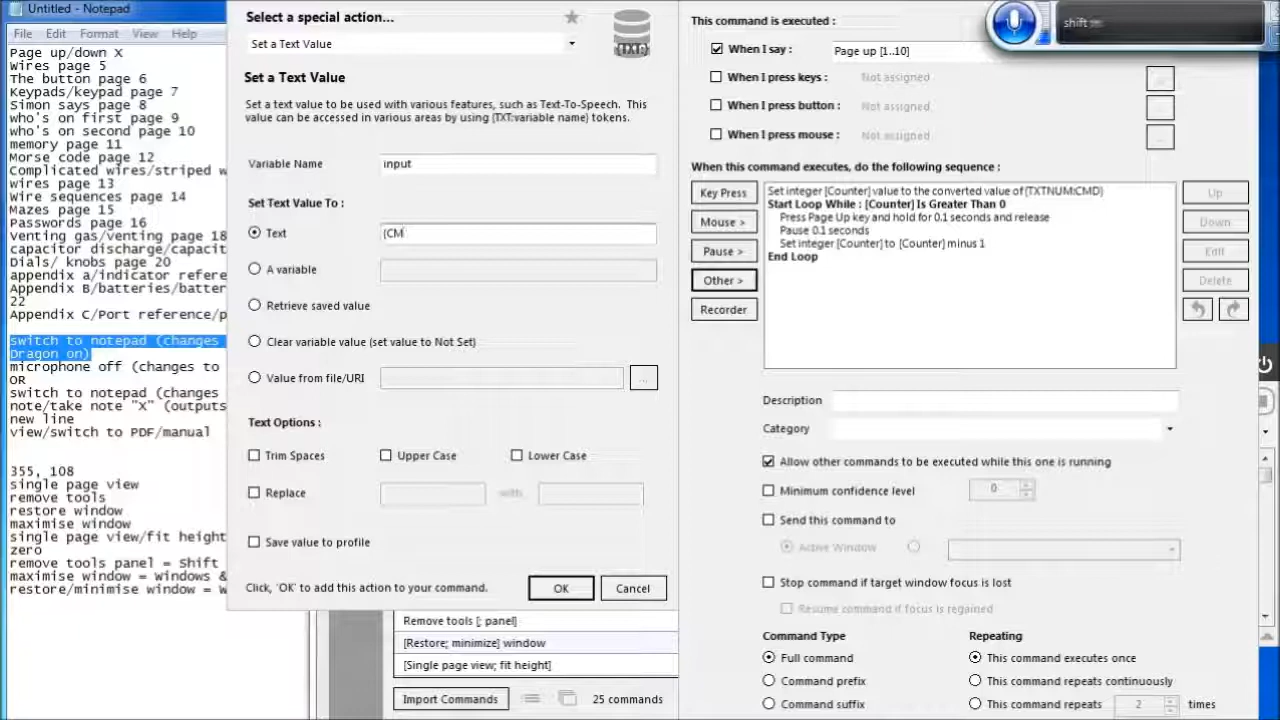 Untitled - Notepad
File Edit Format View Help
Page up/down X
wires page 5
The button page 6
Keypads/keypad page 7
Simon says page 8
who's on first page 9
who's on second page 10
memory page 11
Morse code page 12
Complicated wires/striped w
wires page 13
Wire sequences page 14
Mazes page 15
Passwords page 16
Venting gas/venting page 18
capacitor discharge/capacit
Dials/ knobs page 20
appendix a/indicator refere
Appendix B/batteries/batter
22
Appendix C/Port reference/p
switch to notepad (changes
Dragon on)
microphone off (changes to
OR
switch to notepad (changes
note/take note "X" (outputs
new line
view/switch to PDF/manual
355, 108
single page view
remove tools
restore window
maximise window
single page view/fit height
zero
remove tools panel = Shift
maximise window = Windows &
restore/minimise window = W
Select a special action...
Set a Text Value
{TXT:}
Set a Text Value
Set a text value to be used with various features, such as Text-To-Speech. This
value can be accessed in various areas by using {TXT:variable name} tokens.
Variable Name input
Set Text Value To :
Text {CM
A variable
Retrieve saved value
Clear variable value (set value to Not Set)
Value from file/URI ...
Text Options :
Trim Spaces Upper Case Lower Case
Replace with
Save value to profile
Click, 'OK' to add this action to your command. OK Cancel
Remove tools [; panel]
[Restore; minimize] window
[Single page view; fit height]
Import Commands 25 commands
This command is executed :
When I say : Page up [1..10]
When I press keys : Not assigned ...
When I press button : Not assigned
When I press mouse : Not assigned ...
When this command executes, do the following sequence :
Key Press
Mouse >
Pause >
Other >
Recorder
Set integer [Counter] value to the converted value of {TXTNUM:CMD}
Start Loop While : [Counter] Is Greater Than 0
Press Page Up key and hold for 0.1 seconds and release
Pause 0.1 seconds
Set integer [Counter] to [Counter] minus 1
End Loop
Up
Down
Edit
Delete
Description
Category
Allow other commands to be executed while this one is running
Minimum confidence level 0
Send this command to
Active Window
Stop command if target window focus is lost
Resume command if focus is regained
Command Type Repeating
Full command This command executes once
Command prefix This command repeats continuously
Command suffix This command repeats 2 times
shift